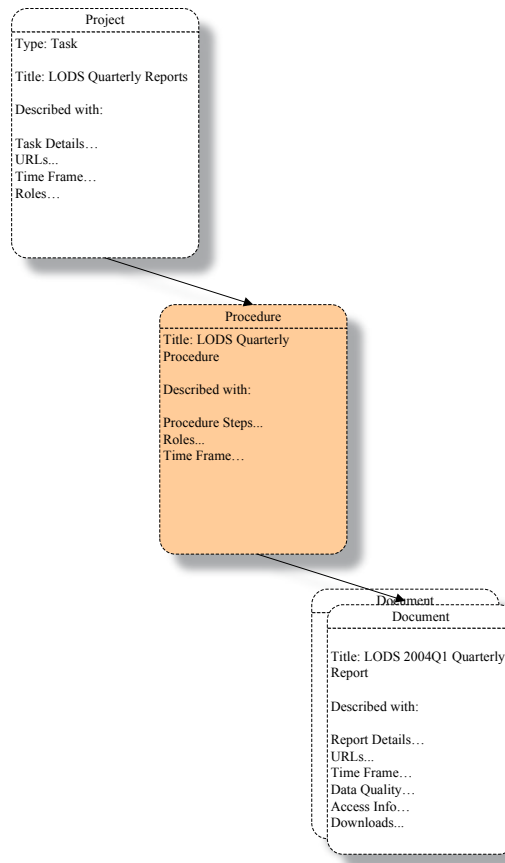 Project
Type: Task
Title: LODS Quarterly Reports
Described with:
Task Details…
URLs...
Time Frame…
Roles…
Procedure
Title: LODS Quarterly
Procedure
Described with:
Procedure Steps...
Roles...
Time Frame…
Document
Document
Title: LODS 2004Q1 Quarterly
Report
Described with:
Report Details…
URLs...
Time Frame…
Data Quality…
Access Info…
Downloads...